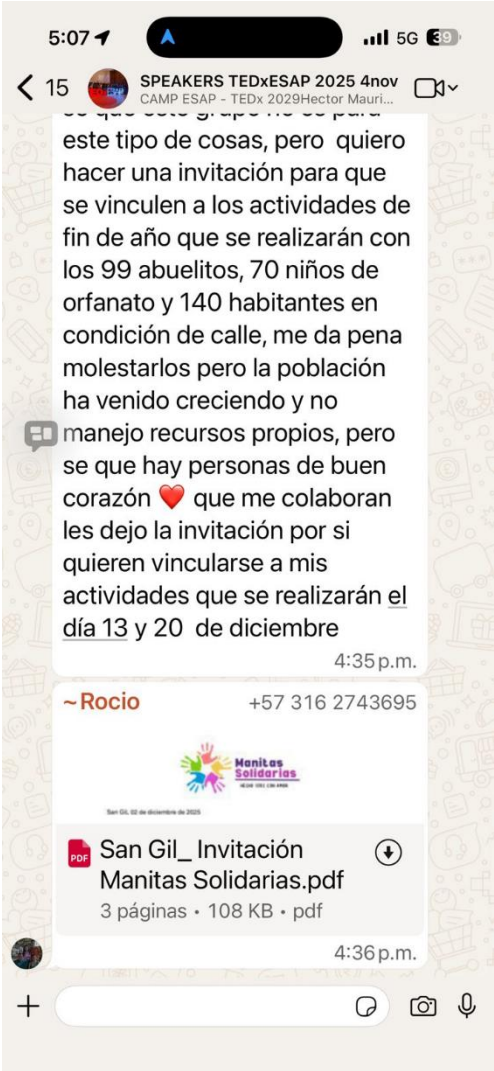 5:07
5G 39
15
SPEAKERS TEDxESAP 2025 4nov
CAMP ESAP - TEDx 2029Hector Mauri...
este tipo de cosas, pero quiero
hacer una invitación para que
se vinculen a los actividades de
fin de año que se realizarán con
los 99 abuelitos, 70 niños de
orfanato y 140 habitantes en
condición de calle, me da pena
molestarlos pero la población
ha venido creciendo y no
manejo recursos propios, pero
se que hay personas de buen
corazón ❤️ que me colaboran
les dejo la invitación por si
quieren vincularse a mis
actividades que se realizarán el
día 13 y 20 de diciembre
4:35 p.m.
~ Rocio +57 316 2743695
Manitas
Solidarias
San Gil, 02 de diciembre de 2025
PDF
San Gil_ Invitación
Manitas Solidarias.pdf
3 páginas • 108 KB • pdf
4:36 p.m.